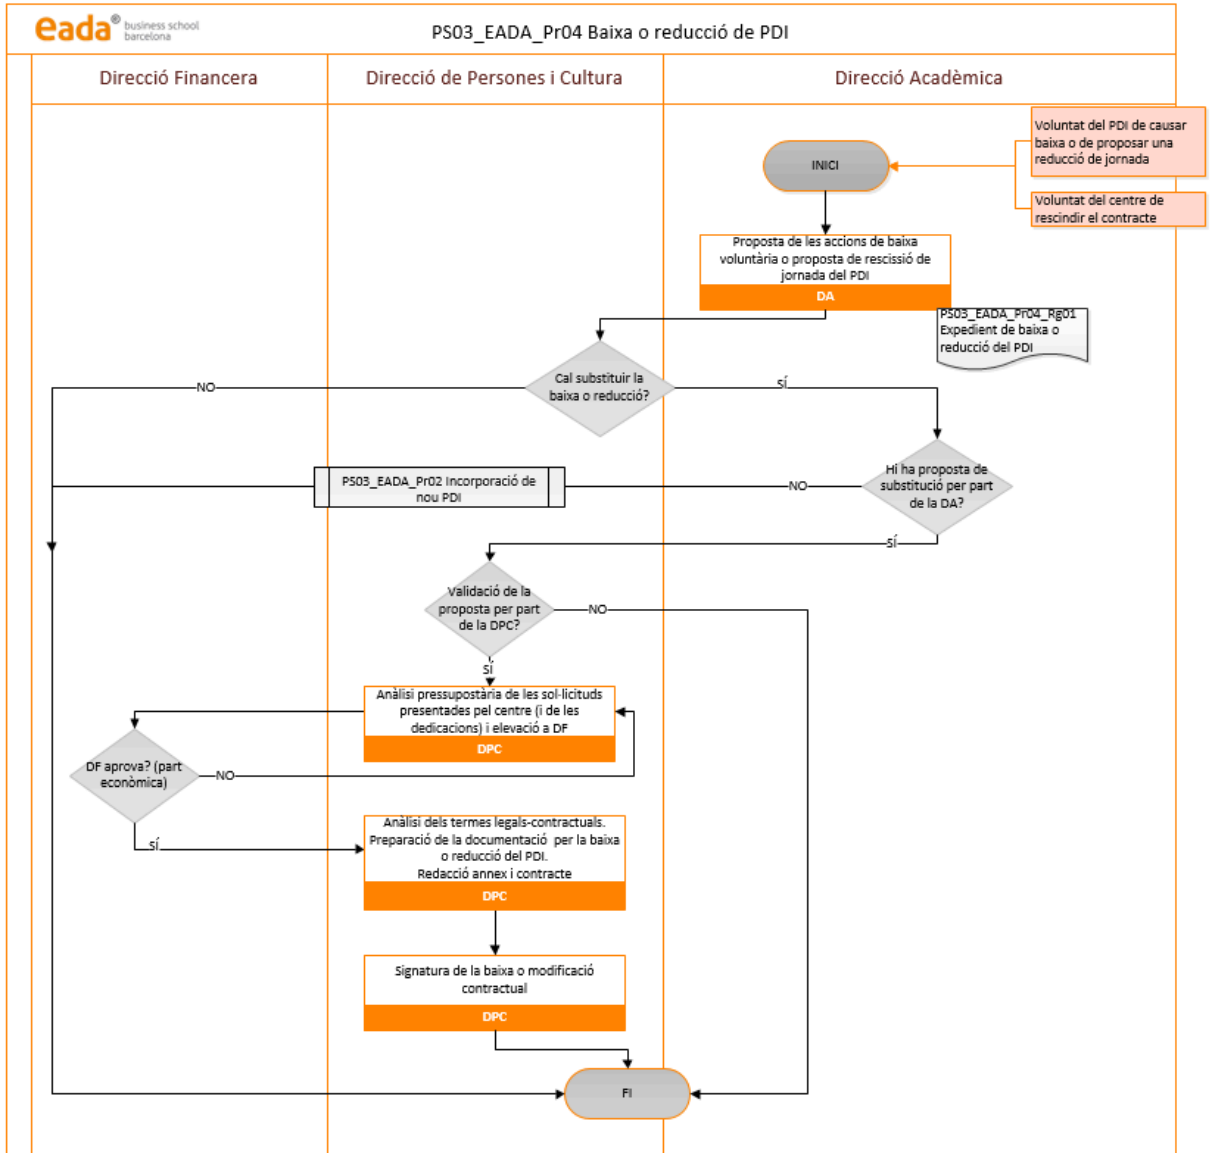 eada® business school
barcelona
PS03_EADA_Pr04 Baixa o reducció de PDI
Direcció Financera
Direcció de Persones i Cultura
Direcció Acadèmica
Voluntat del PDI de causar
baixa o de proposar una
reducció de jornada
INICI
Voluntat del centre de
rescindir el contracte
Proposta de les accions de baixa
voluntària o proposta de rescissió de
jornada del PDI
DA
PS03_EADA_Pr04_Rg01
Expedient de baixa o
reducció del PDI
Cal substituir la
baixa o reducció?
NO
SÍ
Hi ha proposta de
substitució per part
de la DA?
NO
PS03_EADA_Pr02 Incorporació de
nou PDI
SÍ
Validació de la
proposta per part
de la DPC?
NO
SÍ
Anàlisi pressupostària de les sol·licituds
presentades pel centre (i de les
dedicacions) i elevació a DF
DPC
DF aprova? (part
econòmica)
NO
SÍ
Anàlisi dels termes legals-contractuals.
Preparació de la documentació  per la baixa
o reducció del PDI.
Redacció annex i contracte
DPC
Signatura de la baixa o modificació
contractual
DPC
FI